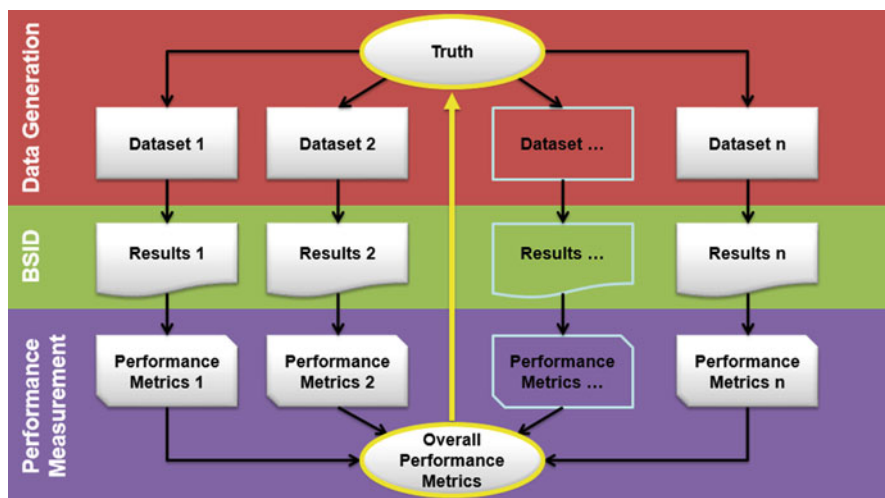 Data Generation
Truth
Dataset 1
Dataset 2
Dataset ...
Dataset n
BSID
Results 1
Results 2
Results ...
Results n
Performance
Measurement
Performance
Metrics 1
Performance
Metrics 2
Performance
Metrics ...
Performance
Metrics n
Overall
Performance
Metrics